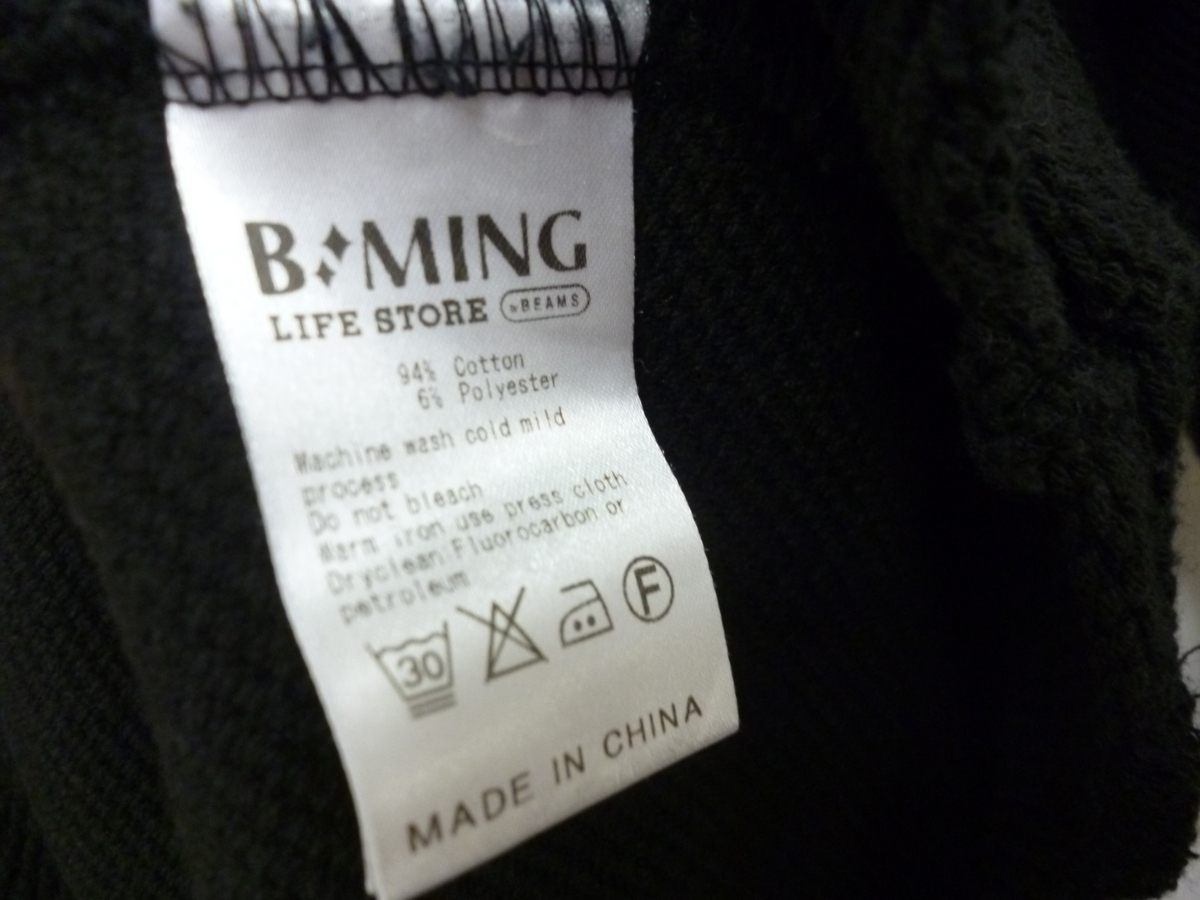 B MING
LIFE STORE by BEAMS
94% Cotton
6% Polyester
Machine wash cold mild
process
Do not bleach
Warm iron use press cloth
Dryclean:Fluorocarbon or
petroleum
30
F
MADE IN CHINA